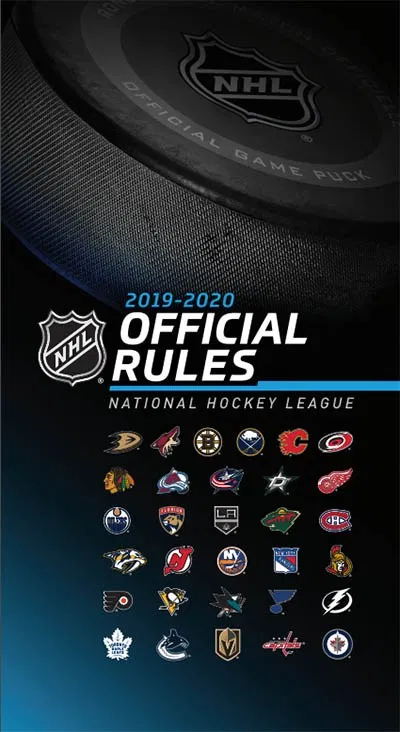 NHL
OFFICIAL GAME PUCK
2019-2020
NHL
OFFICIAL
RULES
NATIONAL HOCKEY LEAGUE